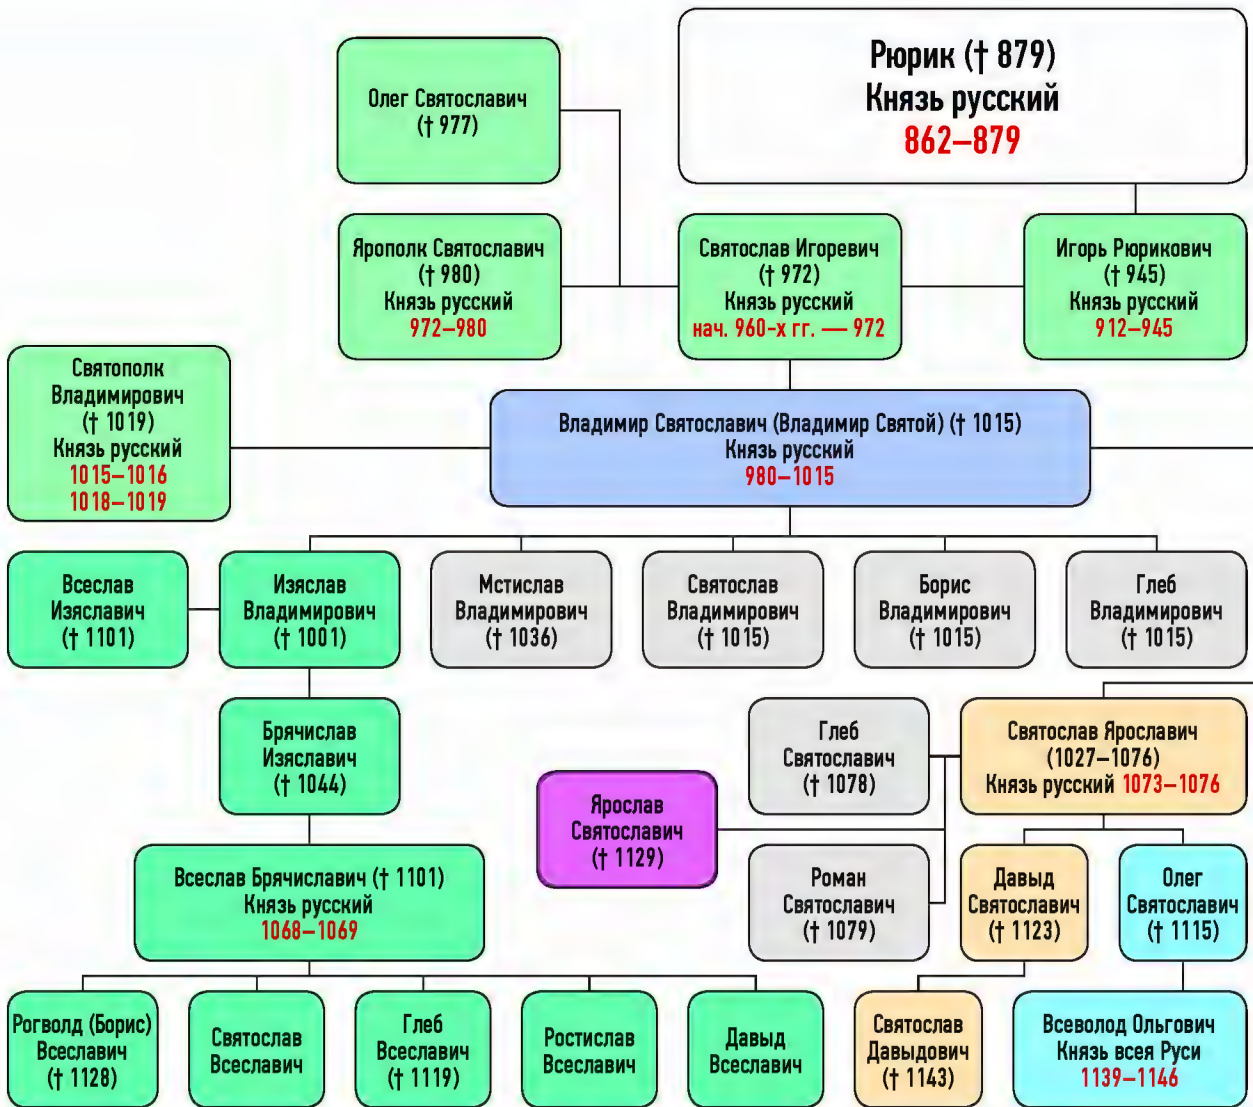 Рюрик († 879)
Князь русский
862–879
Олег Святославич
(† 977)
Ярополк Святославич
(† 980)
Князь русский
972–980
Святослав Игоревич
(† 972)
Князь русский
нач. 960-х гг. — 972
Игорь Рюрикович
(† 945)
Князь русский
912–945
Святополк
Владимирович
(† 1019)
Князь русский
1015–1016
1018–1019
Владимир Святославич (Владимир Святой) († 1015)
Князь русский
980–1015
Всеслав
Изяславич
(† 1101)
Изяслав
Владимирович
(† 1001)
Мстислав
Владимирович
(† 1036)
Святослав
Владимирович
(† 1015)
Борис
Владимирович
(† 1015)
Глеб
Владимирович
(† 1015)
Брячислав
Изяславич
(† 1044)
Глеб
Святославич
(† 1078)
Святослав Ярославич
(1027–1076)
Князь русский 1073–1076
Ярослав
Святославич
(† 1129)
Всеслав Брячиславич († 1101)
Князь русский
1068–1069
Роман
Святославич
(† 1079)
Давыд
Святославич
(† 1123)
Олег
Святославич
(† 1115)
Рогволд (Борис)
Всеславич
(† 1128)
Святослав
Всеславич
Глеб
Всеславич
(† 1119)
Ростислав
Всеславич
Давыд
Всеславич
Святослав
Давыдович
(† 1143)
Всеволод Ольгович
Князь всея Руси
1139–1146